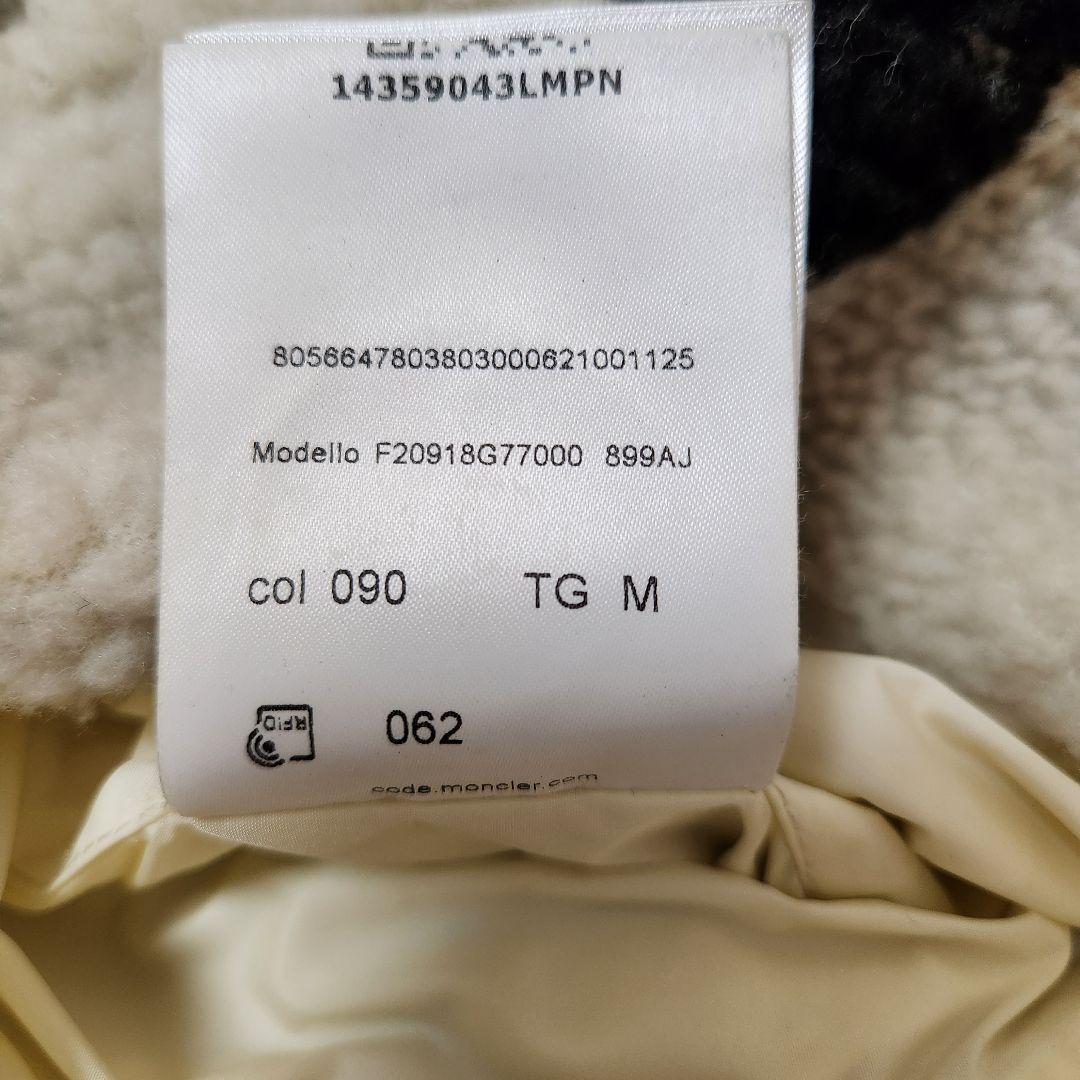 14359043LMPN
8056647803803000621001125
Modello F20918G77000 899AJ
col 090 TG M
RFID 062
code.moncler.com